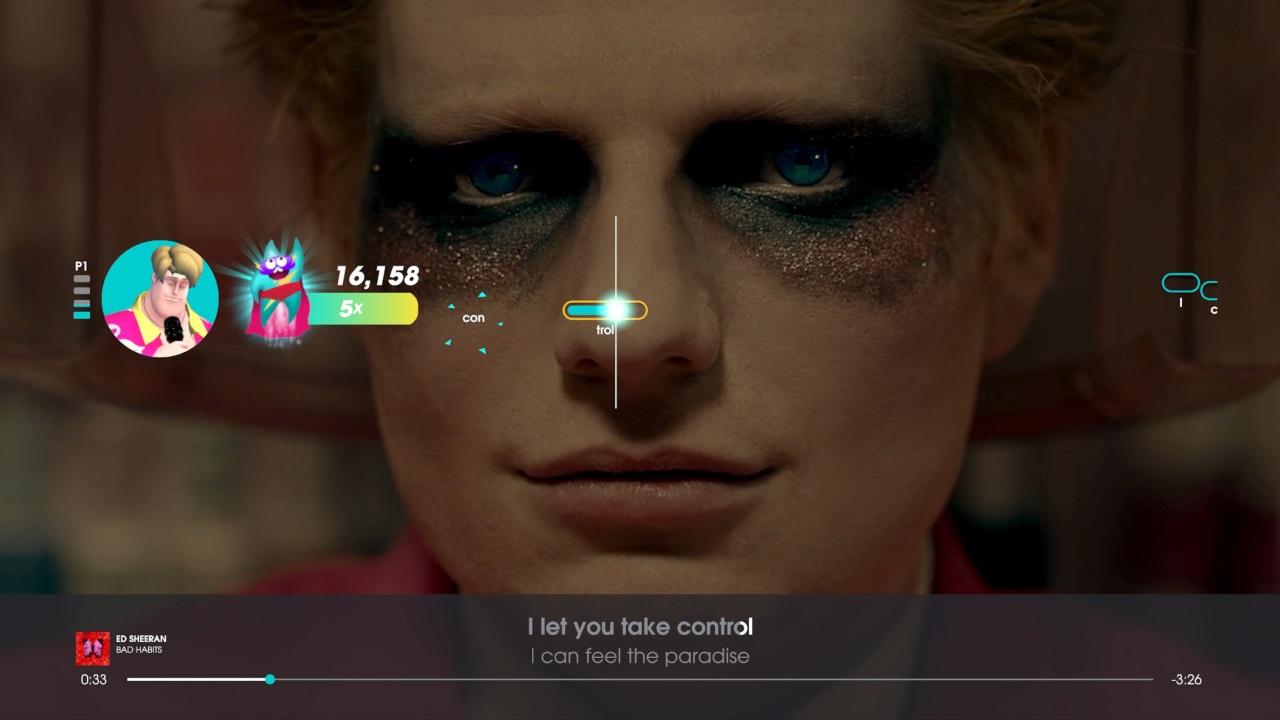 P1
16,158
5x
con
trol
I
c
I let you take control
I can feel the paradise
ED SHEERAN
BAD HABITS
0:33
-3:26